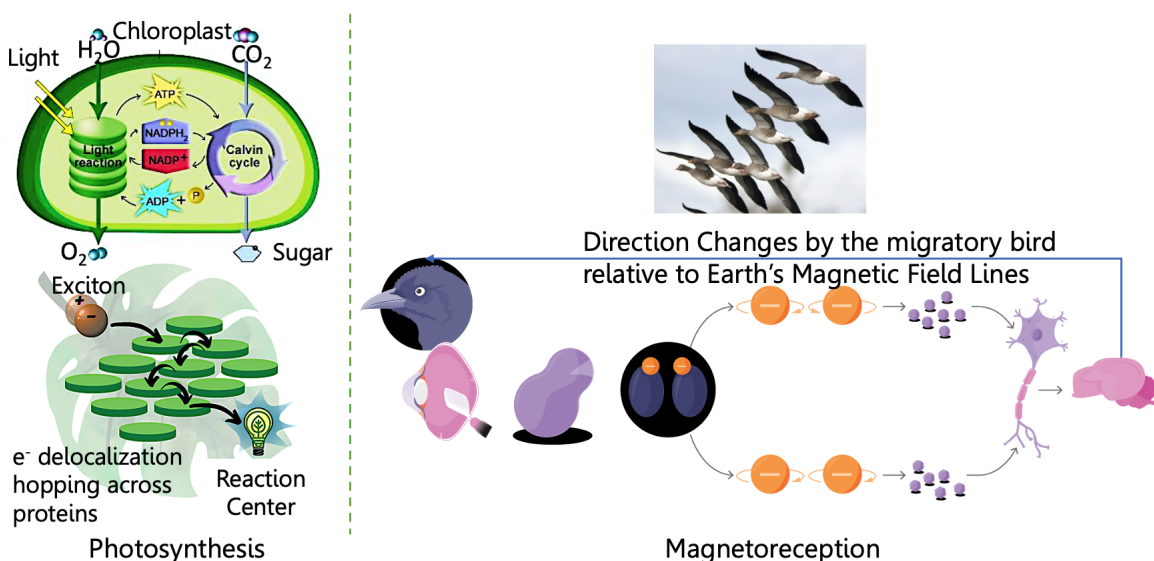 Chloroplast
H₂O
CO₂
Light
ATP
NADPH₂
NADP⁺
Light
reaction
Calvin
cycle
ADP + P
O₂
Sugar
Exciton
+
−
e⁻ delocalization
hopping across
proteins
Reaction
Center
Photosynthesis
Direction Changes by the migratory bird
relative to Earth’s Magnetic Field Lines
− −
− −
− −
Magnetoreception